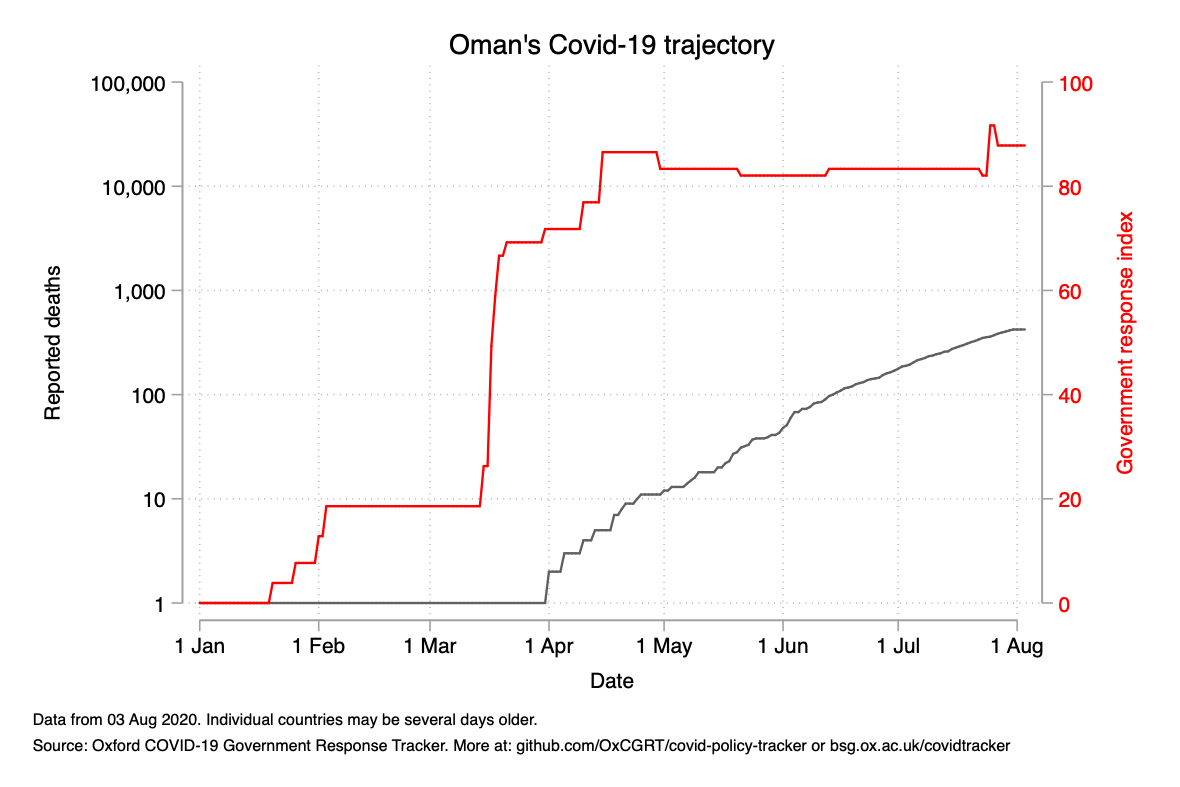 Oman's Covid-19 trajectory
100,000
10,000
1,000
100
10
1
Reported deaths
100
80
60
40
20
0
Government response index
1 Jan
1 Feb
1 Mar
1 Apr
1 May
1 Jun
1 Jul
1 Aug
Date
Data from 03 Aug 2020. Individual countries may be several days older.
Source: Oxford COVID-19 Government Response Tracker. More at: github.com/OxCGRT/covid-policy-tracker or bsg.ox.ac.uk/covidtracker